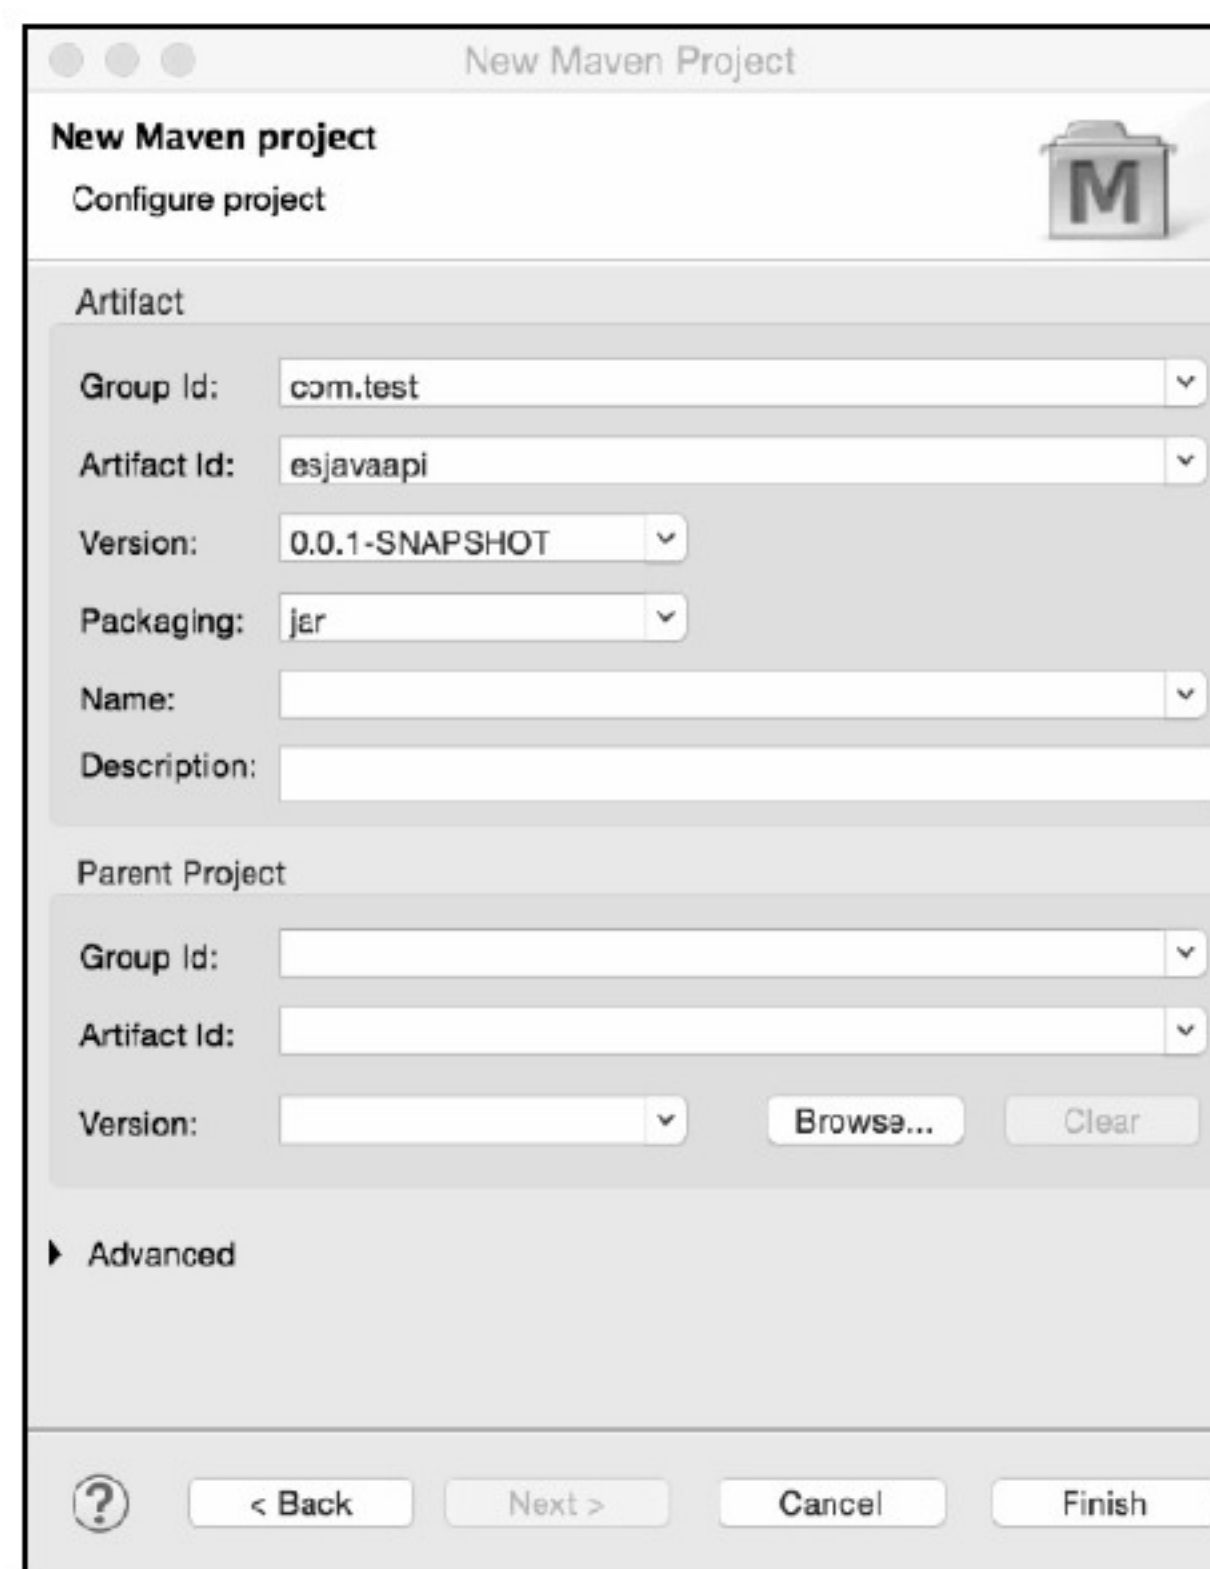 New Maven Project
New Maven project
Configure project
M
Artifact
Group Id: com.test
Artifact Id: esjavaapi
Version: 0.0.1-SNAPSHOT
Packaging: jar
Name:
Description:
Parent Project
Group Id:
Artifact Id:
Version: Browse... Clear
Advanced
? < Back Next > Cancel Finish